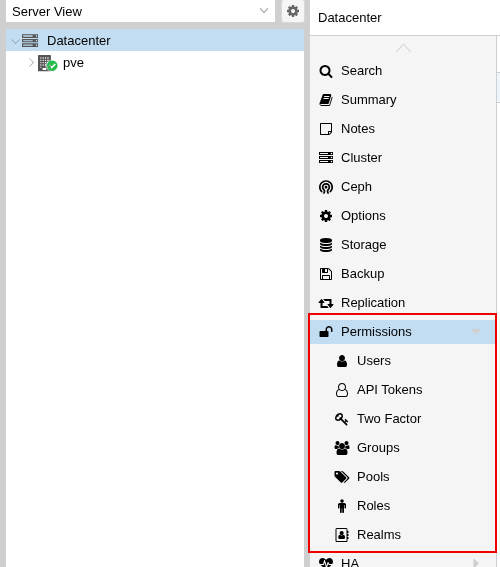 Server View
Datacenter
pve
Datacenter
Search
Summary
Notes
Cluster
Ceph
Options
Storage
Backup
Replication
Permissions
Users
API Tokens
Two Factor
Groups
Pools
Roles
Realms
HA